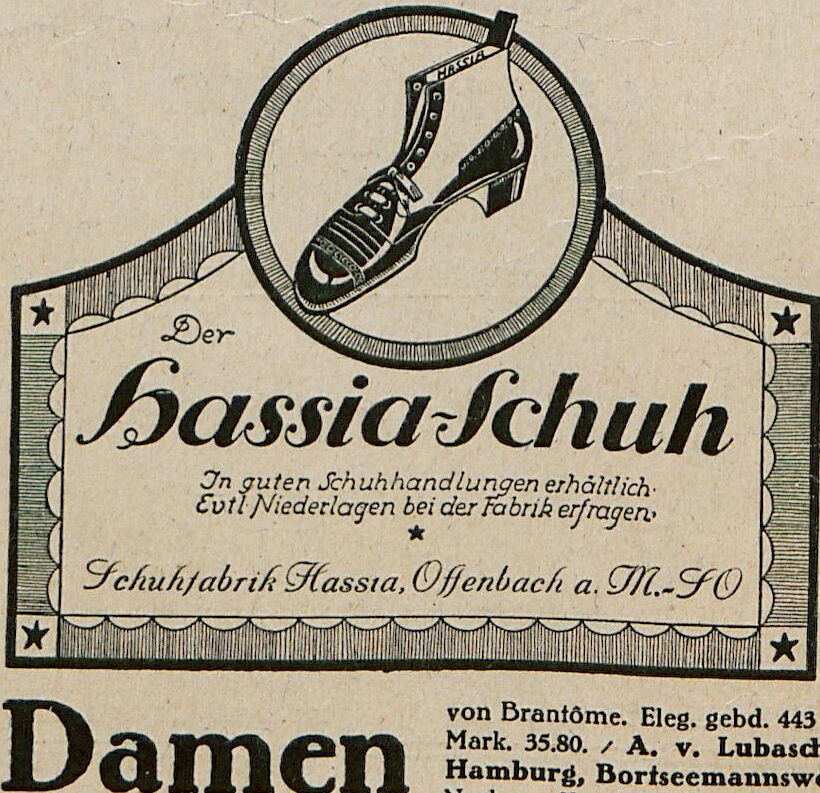 HASSIA
Der
Hassia-Schuh
In guten Schuhhandlungen erhältlich.
Evtl. Niederlagen bei der Fabrik erfragen.
Schuhfabrik Hassia, Offenbach a. M.-SO
Damen
von Brantôme. Eleg. gebd. 443
Mark. 35.80. / A. v. Lubasch
Hamburg, Borstseemannswe